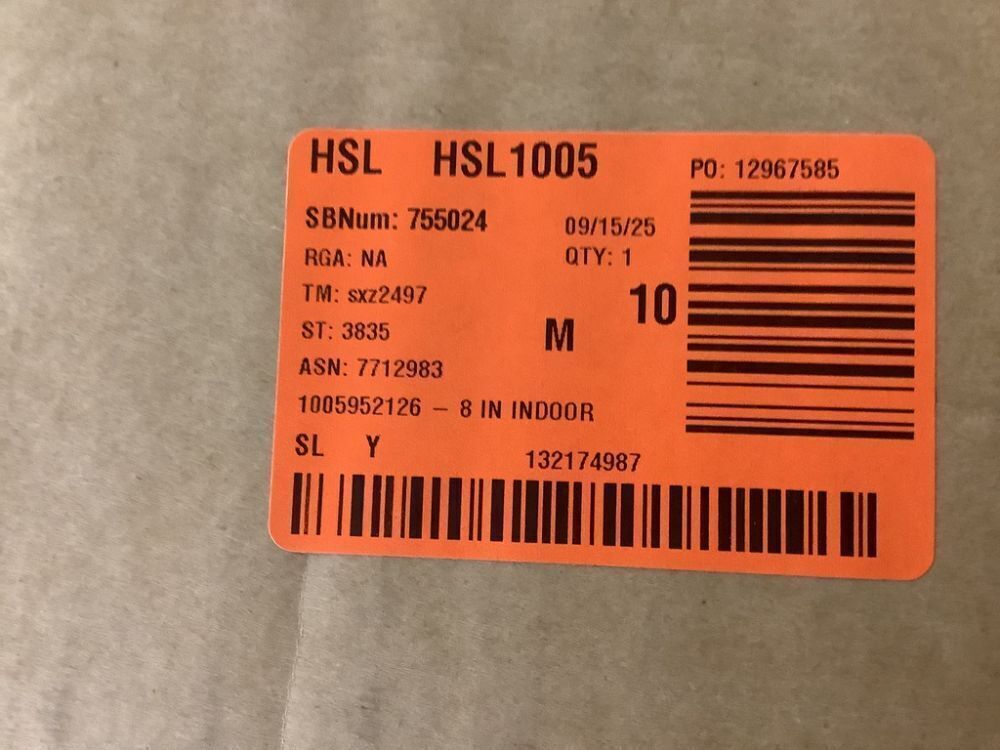 HSL HSL1005 PO: 12967585
SBNum: 755024 09/15/25
RGA: NA QTY: 1
TM: sxz2497 10
ST: 3835 M
ASN: 7712983
1005952126 – 8 IN INDOOR
SL Y 132174987